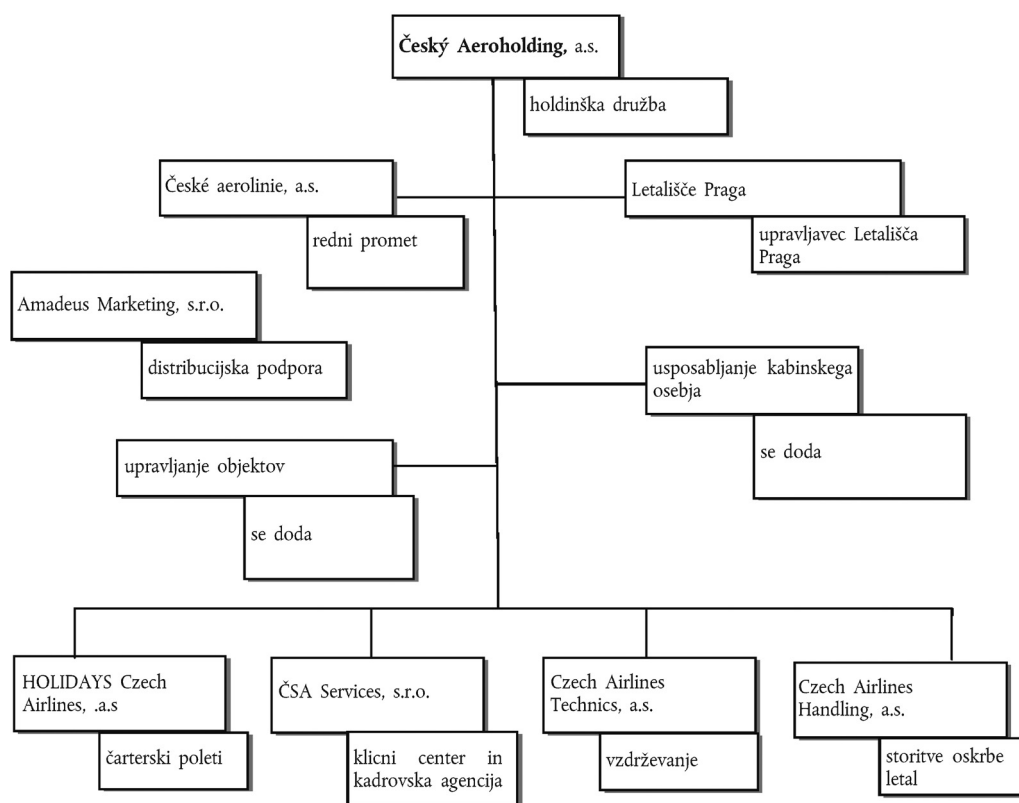 Český Aeroholding, a.s.
holdinška družba
České aerolinie, a.s.
redni promet
Letališče Praga
upravljavec Letališča
Praga
Amadeus Marketing, s.r.o.
distribucijska podpora
usposabljanje kabinskega
osebja
se doda
upravljanje objektov
se doda
HOLIDAYS Czech
Airlines, .a.s
čarterski poleti
ČSA Services, s.r.o.
klicni center in
kadrovska agencija
Czech Airlines
Technics, a.s.
vzdrževanje
Czech Airlines
Handling, a.s.
storitve oskrbe
letal